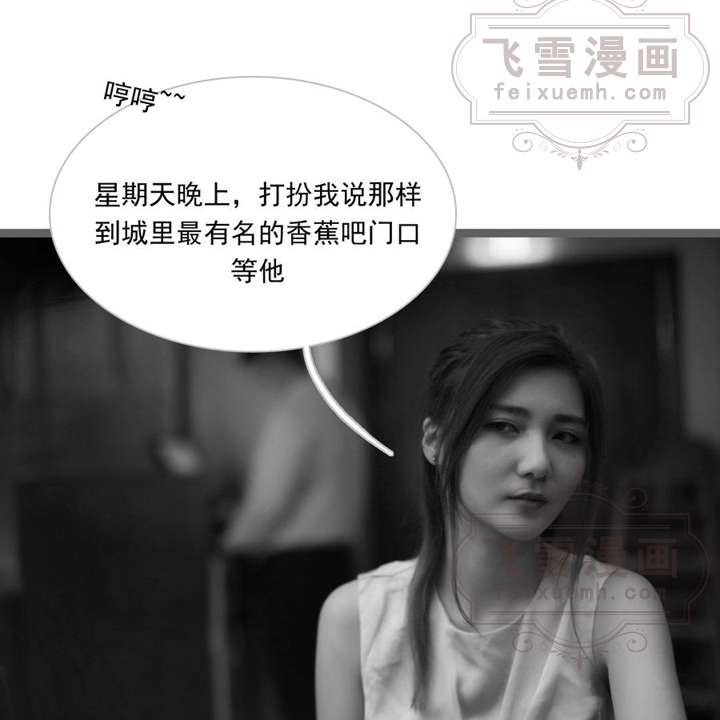 飞雪漫画
feixuemh.com
哼哼~~
星期天晚上，打扮我说那样
到城里最有名的香蕉吧门口
等他
飞雪漫画
feixuemh.com